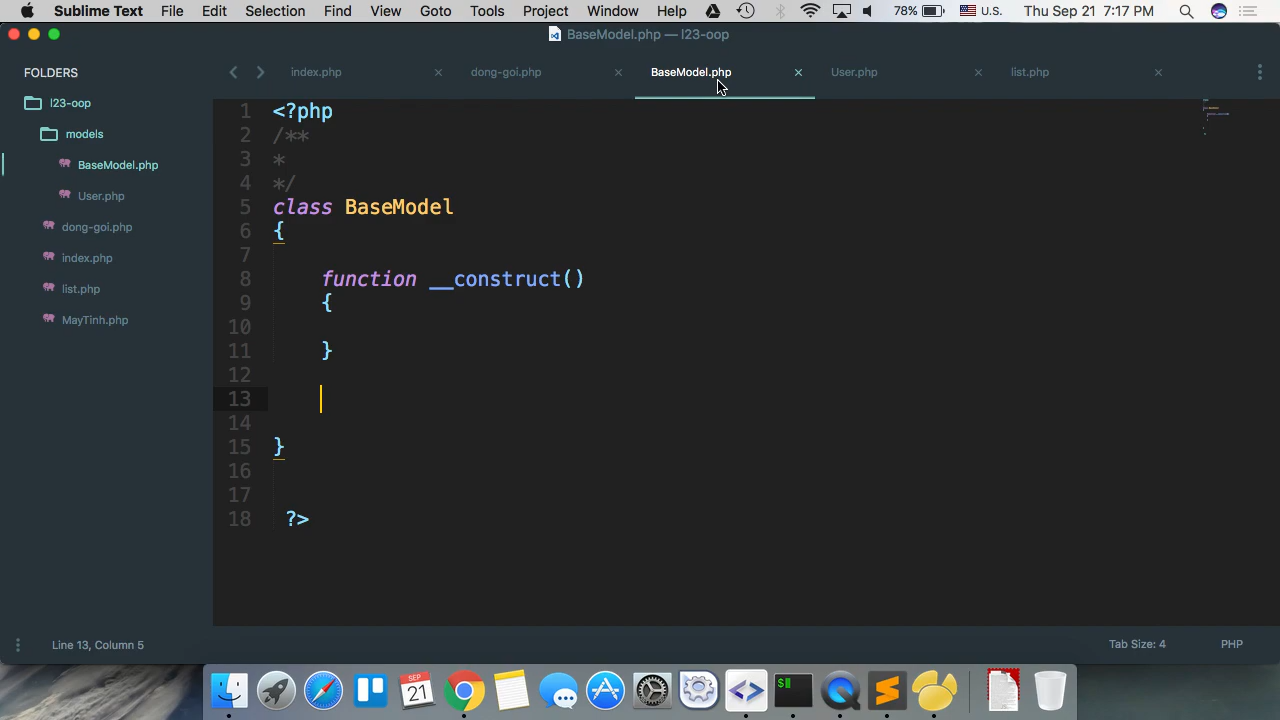 Sublime Text File Edit Selection Find View Goto Tools Project Window Help 78% U.S. Thu Sep 21 7:17 PM
BaseModel.php — l23-oop
FOLDERS
l23-oop
models
BaseModel.php
User.php
dong-goi.php
index.php
list.php
MayTinh.php
index.php × dong-goi.php × BaseModel.php × User.php × list.php ×
1 <?php
2 /**
3 *
4 */
5 class BaseModel
6 {
7
8 function __construct()
9 {
10
11 }
12
13
14
15 }
16
17
18 ?>
Line 13, Column 5 Tab Size: 4 PHP
SEP
21
$